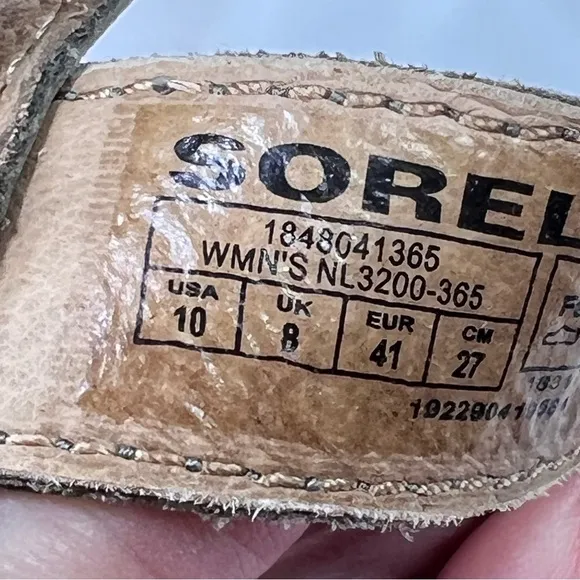 SOREL
1848041365
WMN'S NL3200-365
USA UK EUR CM
10 8 41 27